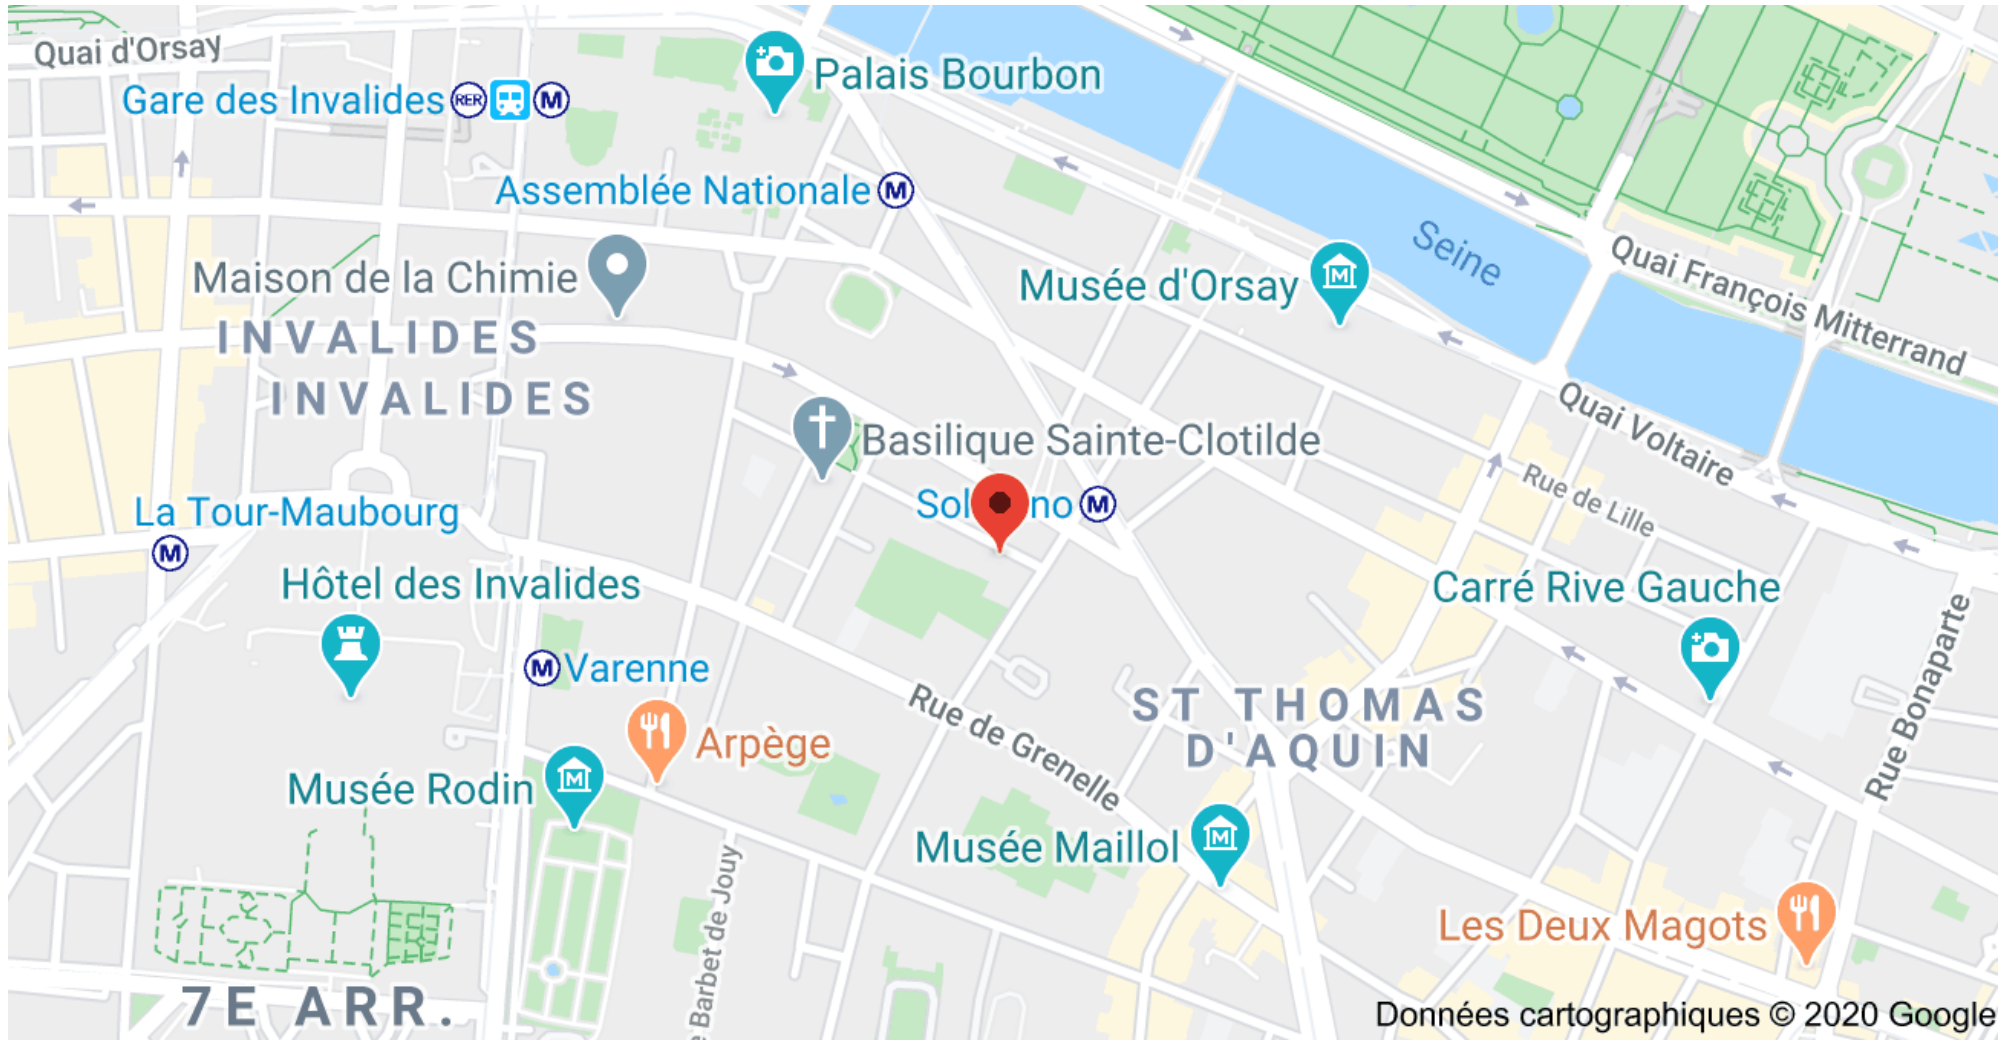 Quai d'Orsay
Palais Bourbon
Gare des Invalides RER M
Assemblée Nationale M
Seine
Quai François Mitterrand
Maison de la Chimie
Musée d'Orsay
INVALIDES
INVALIDES
Quai Voltaire
Basilique Sainte-Clotilde
Rue de Lille
Sol no M
La Tour-Maubourg
M
Hôtel des Invalides
Carré Rive Gauche
Rue Bonaparte
M Varenne
Rue de Grenelle
ST THOMAS
D'AQUIN
Arpège
Musée Rodin
Musée Maillol
Barbet de Jouy
Les Deux Magots
7E ARR.
Données cartographiques © 2020 Google